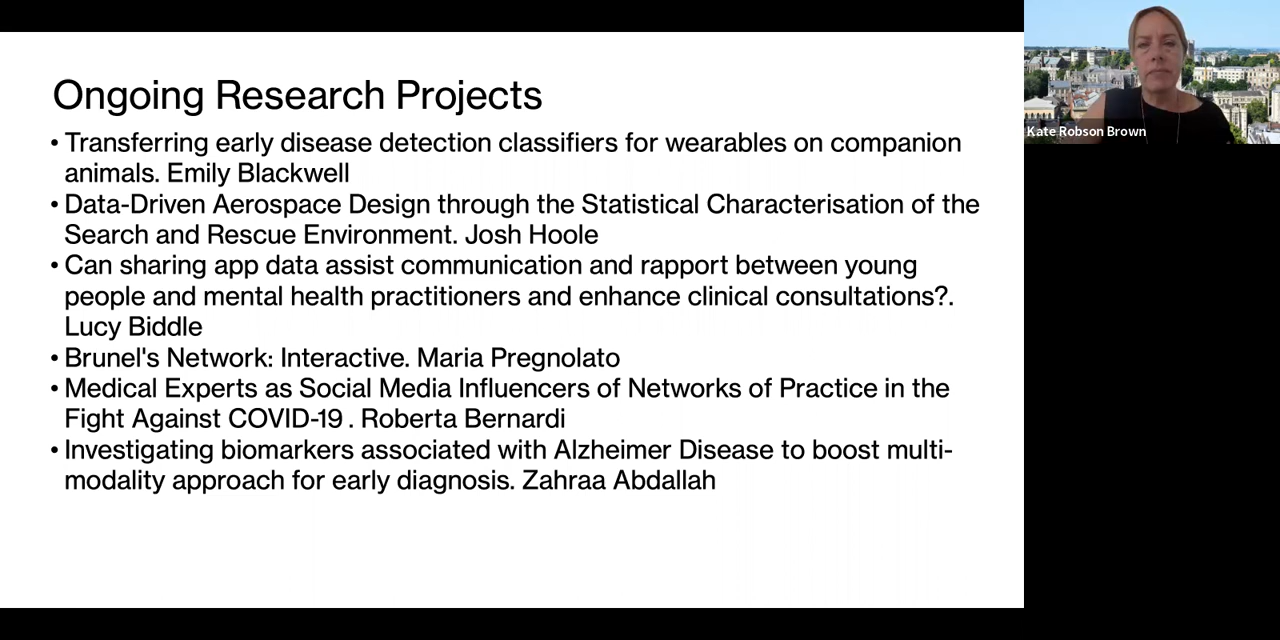 Ongoing Research Projects
• Transferring early disease detection classifiers for wearables on companion
animals. Emily Blackwell
• Data-Driven Aerospace Design through the Statistical Characterisation of the
Search and Rescue Environment. Josh Hoole
• Can sharing app data assist communication and rapport between young
people and mental health practitioners and enhance clinical consultations?.
Lucy Biddle
• Brunel's Network: Interactive. Maria Pregnolato
• Medical Experts as Social Media Influencers of Networks of Practice in the
Fight Against COVID-19 . Roberta Bernardi
• Investigating biomarkers associated with Alzheimer Disease to boost multi-
modality approach for early diagnosis. Zahraa Abdallah
Kate Robson Brown